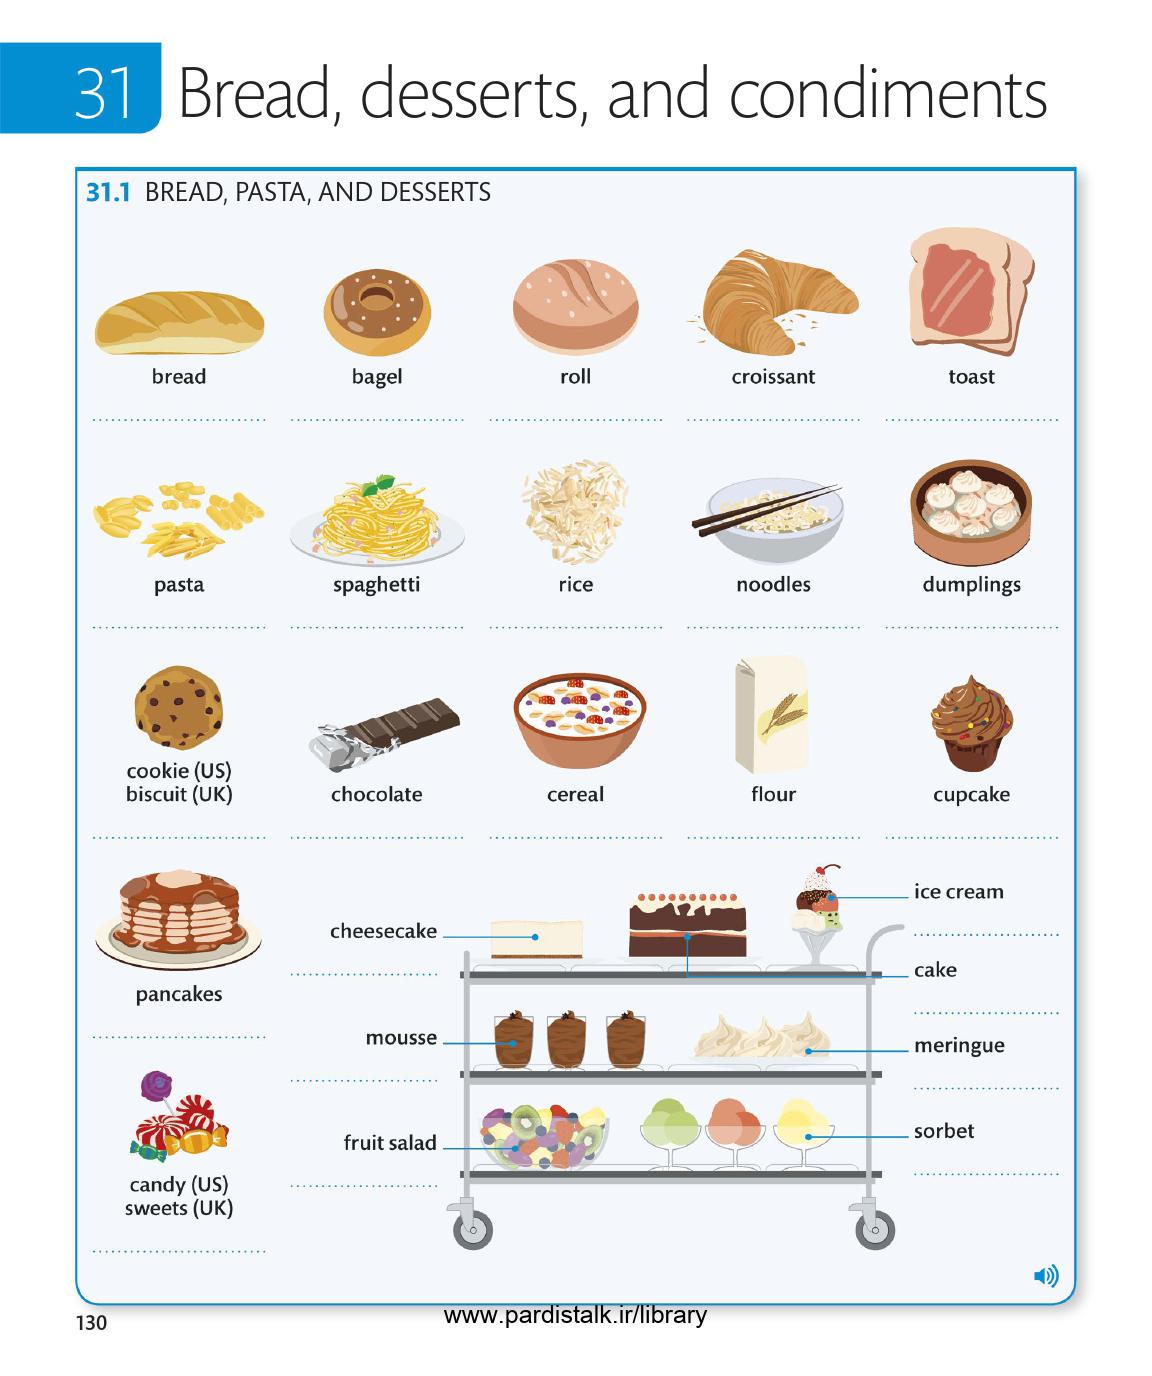 31 Bread, desserts, and condiments
31.1 BREAD, PASTA, AND DESSERTS
bread
bagel
roll
croissant
toast
pasta
spaghetti
rice
noodles
dumplings
cookie (US)
biscuit (UK)
chocolate
cereal
flour
cupcake
pancakes
candy (US)
sweets (UK)
cheesecake
mousse
fruit salad
ice cream
cake
meringue
sorbet
130
www.pardistalk.ir/library